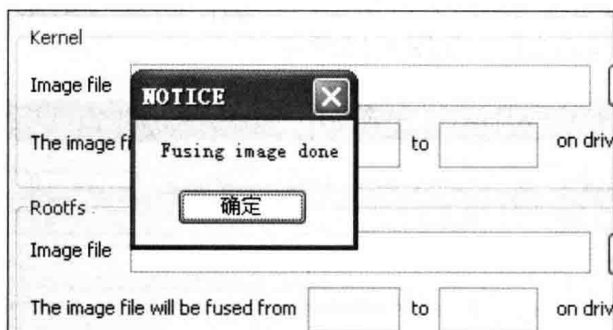 Kernel
Image file
NOTICE
The image fi
to
on driv
Fusing image done
确定
Rootfs
Image file
The image file will be fused from
to
on driv